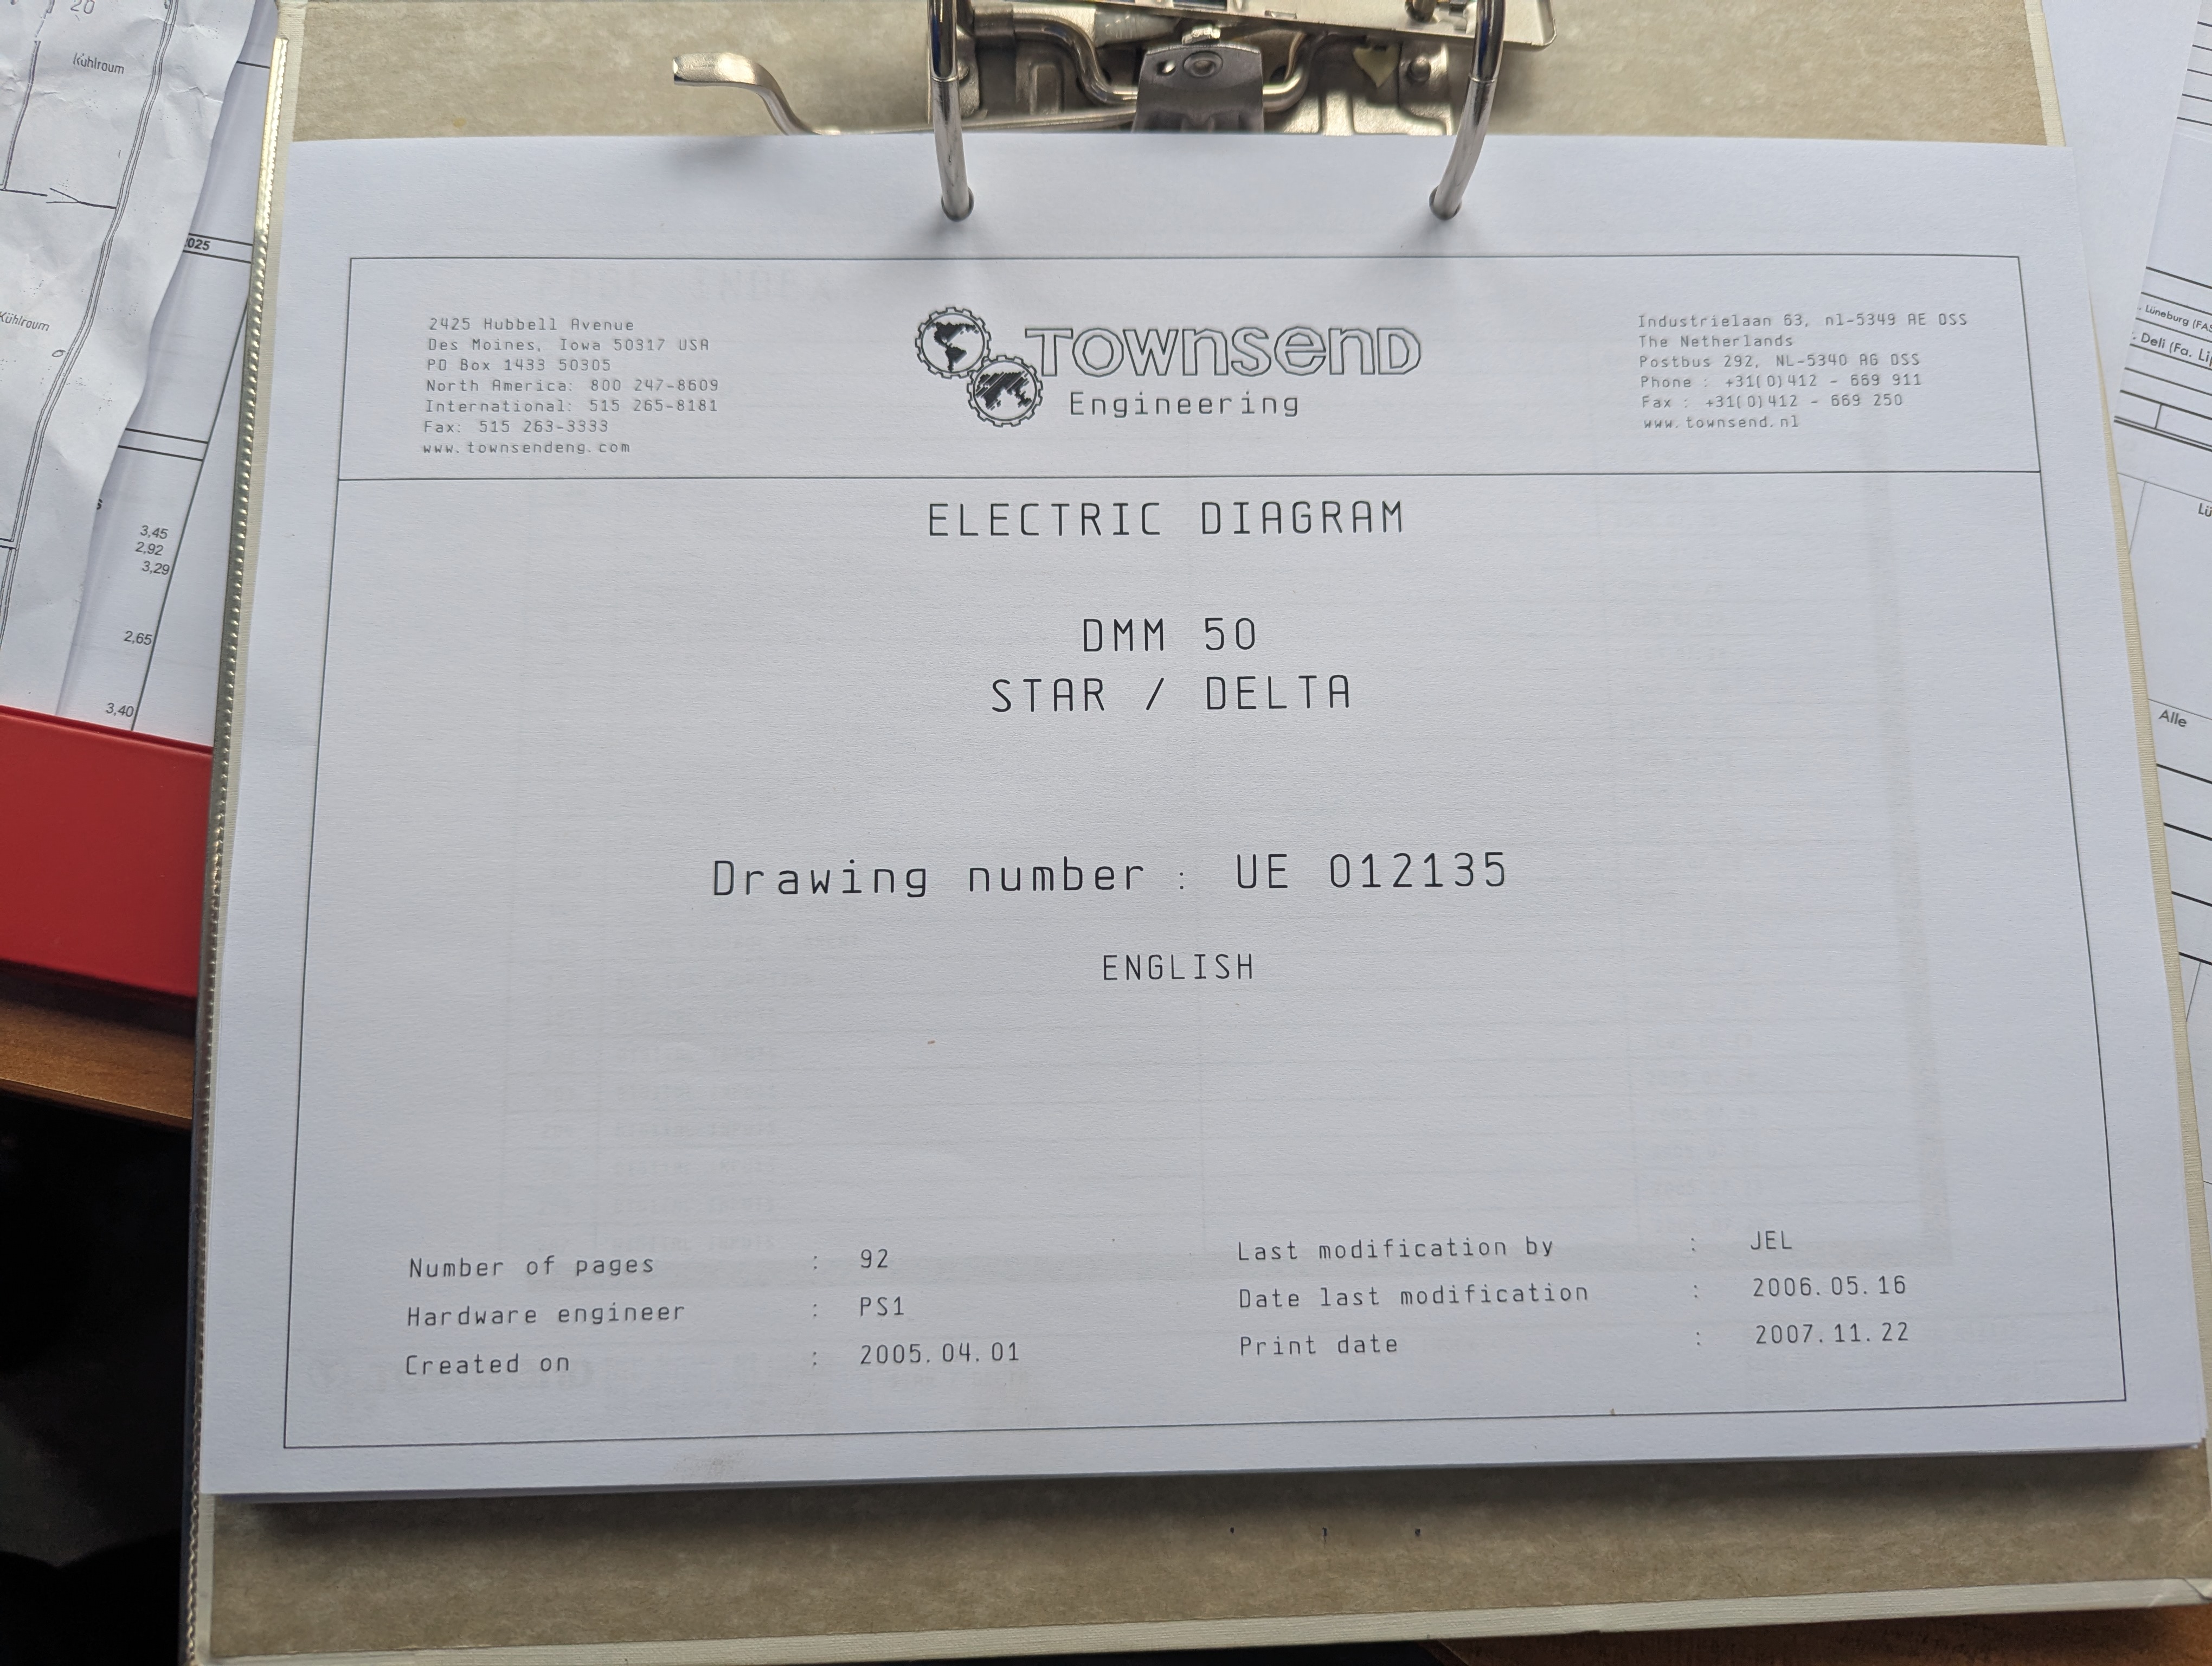 20
Kühlraum
Kühlraum
025
3,45
2,92
3,29
2,65
3,40
2425 Hubbell Avenue
Des Moines, Iowa 50317 USA
PO Box 1433 50305
North America: 800 247-8609
International: 515 265-8181
Fax: 515 263-3333
www.townsendeng.com
TOWNSEND
Engineering
Industrielaan 63, nl-5349 AE OSS
The Netherlands
Postbus 292, NL-5340 AG OSS
Phone : +31(0)412 - 669 911
Fax : +31(0)412 - 669 250
www.townsend.nl
ELECTRIC DIAGRAM
DMM 50
STAR / DELTA
Drawing number : UE 012135
ENGLISH
Number of pages : 92
Hardware engineer : PS1
Created on : 2005.04.01
Last modification by : JEL
Date last modification : 2006.05.16
Print date : 2007.11.22
Lüneburg (FAS
Deli (Fa. Li
Lü
Alle